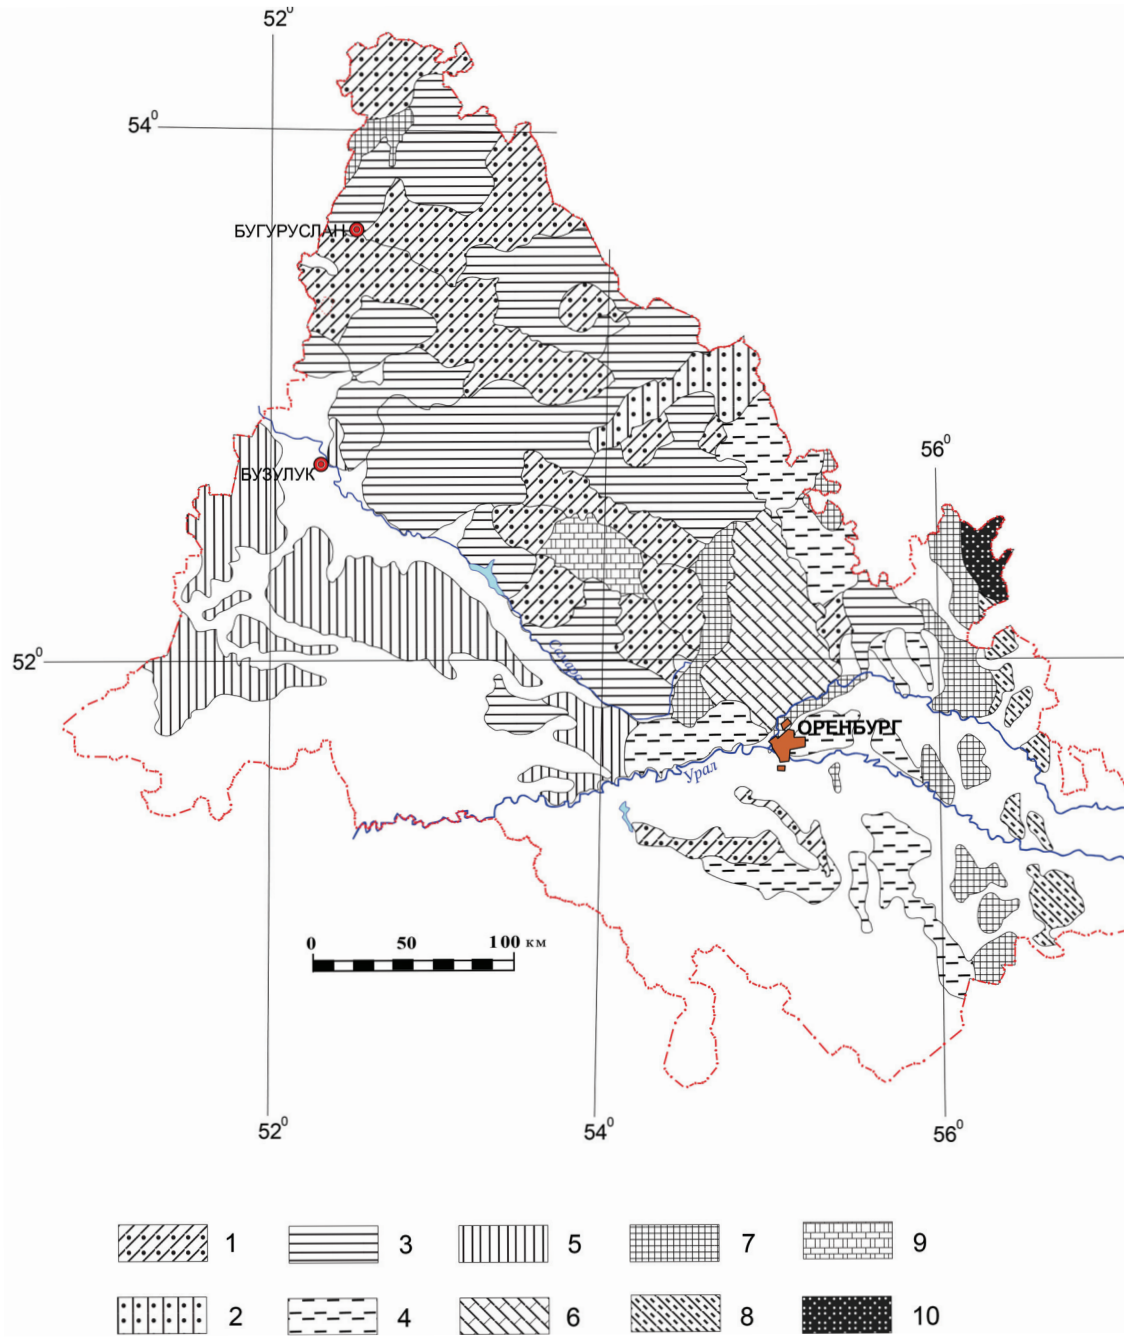 52⁰
54⁰
БУГУРУСЛАН
56⁰
БУЗУЛУК
52⁰
Самара
ОРЕНБУРГ
Урал
0 50 100 км
52⁰ 54⁰ 56⁰
1 3 5 7 9
2 4 6 8 10